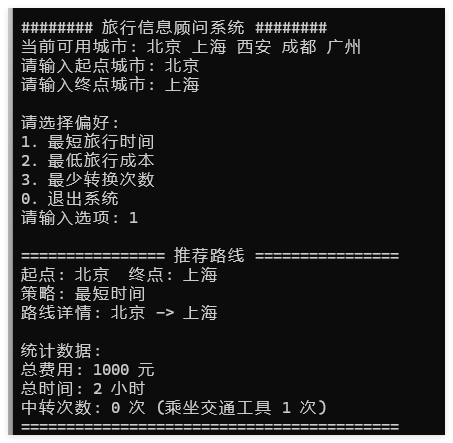 ######## 旅行信息顾问系统 ########
当前可用城市: 北京 上海 西安 成都 广州
请输入起点城市: 北京
请输入终点城市: 上海
请选择偏好:
1. 最短旅行时间
2. 最低旅行成本
3. 最少转换次数
0. 退出系统
请输入选项: 1
================ 推荐路线 ================
起点: 北京  终点: 上海
策略: 最短时间
路线详情: 北京 -> 上海
统计数据:
总费用: 1000 元
总时间: 2 小时
中转次数: 0 次 (乘坐交通工具 1 次)
==========================================